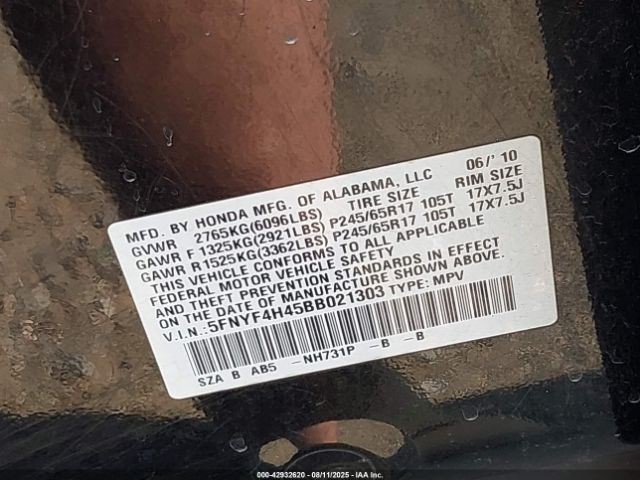 MFD. BY HONDA MFG. OF ALABAMA, LLC 06/' 10
GVWR 2765KG(6096LBS) TIRE SIZE RIM SIZE
GAWR F 1325KG(2921LBS) P245/65R17 105T 17X7.5J
GAWR R1525KG(3362LBS) P245/65R17 105T 17X7.5J
THIS VEHICLE CONFORMS TO ALL APPLICABLE
FEDERAL MOTOR VEHICLE SAFETY
AND THEFT PREVENTION STANDARDS IN EFFECT
ON THE DATE OF MANUFACTURE SHOWN ABOVE.
V.I.N.: 5FNYF4H45BB021303 TYPE: MPV
SZA B AB5 -NH731P -B -B
000-42932620 - 08/11/2025 - IAA Inc.